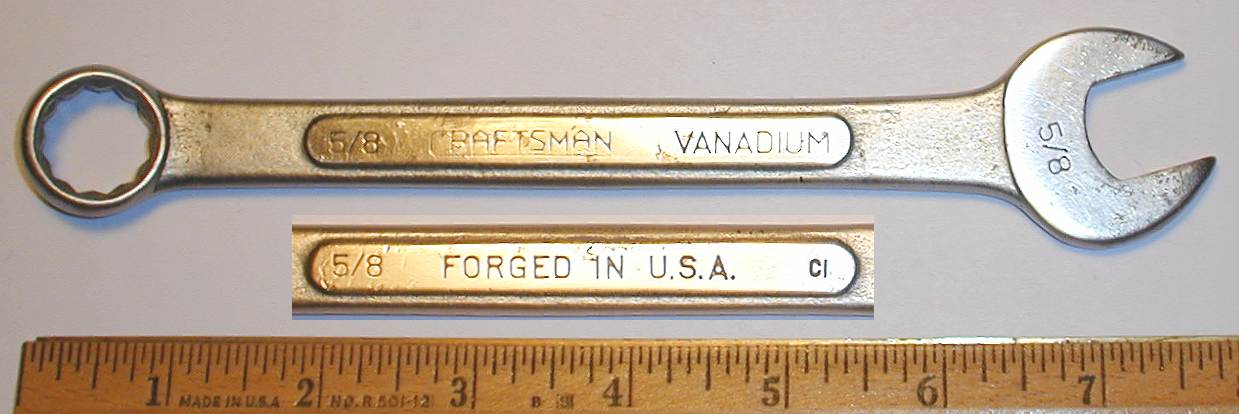 5/8 CRAFTSMAN VANADIUM
5/8
5/8 FORGED IN U.S.A. CI
1 2 3 4 5 6 7
MADE IN U.S.A. NO. R 501-12